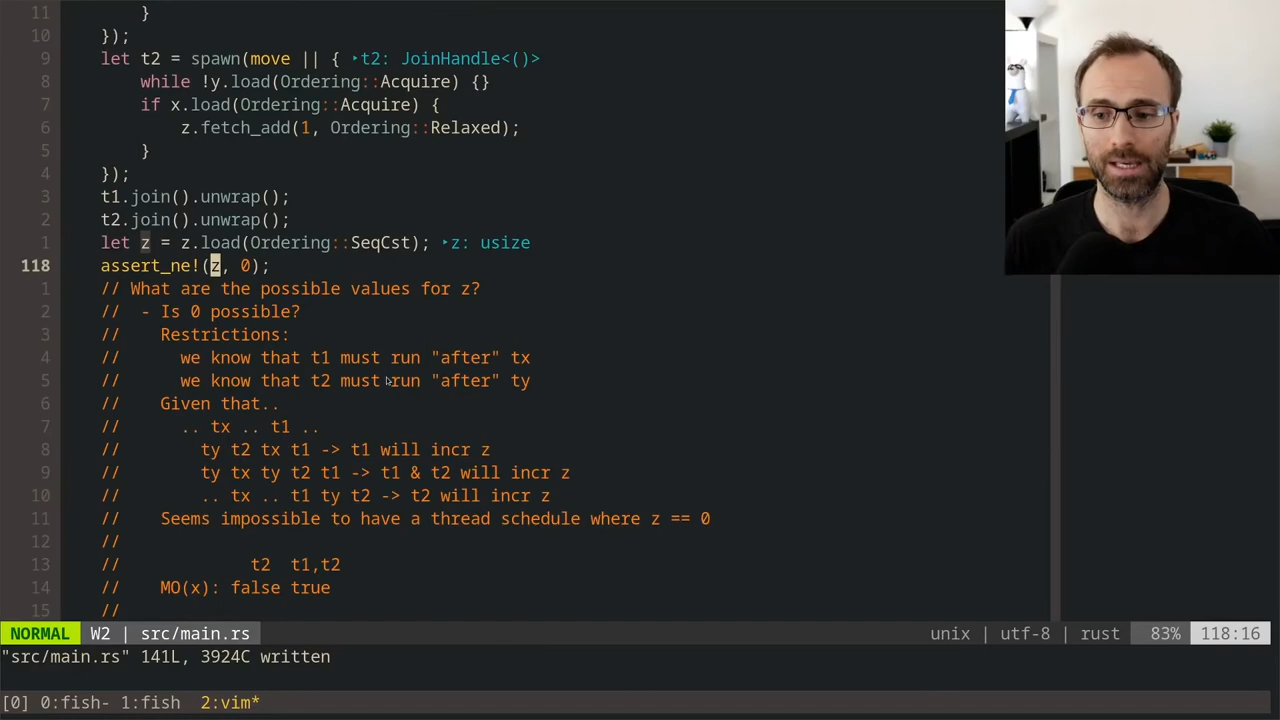 11 }
10 });
9 let t2 = spawn(move || { ‣t2: JoinHandle<()>
8 while !y.load(Ordering::Acquire) {}
7 if x.load(Ordering::Acquire) {
6 z.fetch_add(1, Ordering::Relaxed);
5 }
4 });
3 t1.join().unwrap();
2 t2.join().unwrap();
1 let z = z.load(Ordering::SeqCst); ‣z: usize
118 assert_ne!(z, 0);
1 // What are the possible values for z?
2 // - Is 0 possible?
3 // Restrictions:
4 // we know that t1 must run "after" tx
5 // we know that t2 must run "after" ty
6 // Given that..
7 // .. tx .. t1 ..
8 // ty t2 tx t1 -> t1 will incr z
9 // ty tx ty t2 t1 -> t1 & t2 will incr z
10 // .. tx .. t1 ty t2 -> t2 will incr z
11 // Seems impossible to have a thread schedule where z == 0
12 //
13 // t2 t1,t2
14 // MO(x): false true
15 //
NORMAL W2 | src/main.rs unix | utf-8 | rust 83% 118:16
"src/main.rs" 141L, 3924C written
[0] 0:fish- 1:fish 2:vim*